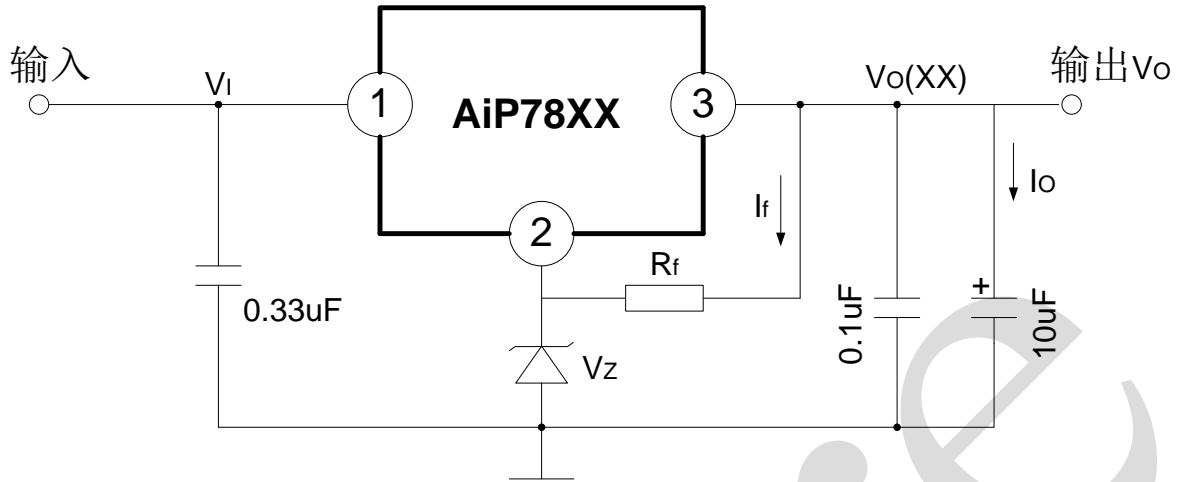 输入
VI
1
AiP78XX
3
VO(XX)
输出VO
If
IO
2
Rf
0.33uF
VZ
0.1uF
+
10uF